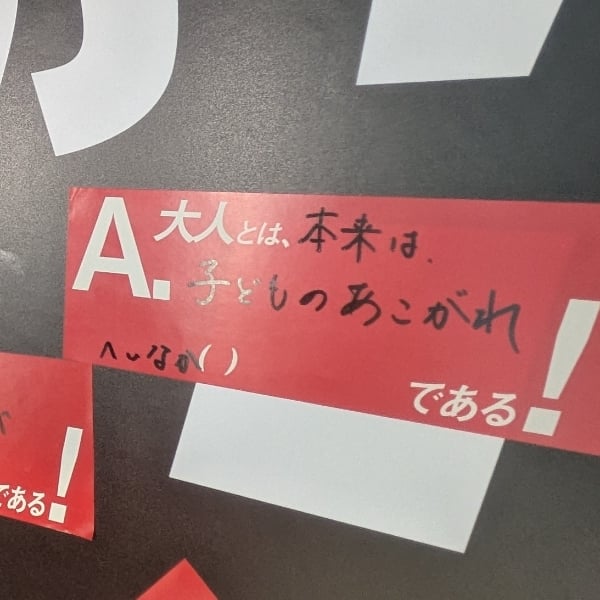 A. 大人とは、本来は、
子どものあこがれ
へいなか( )
である!
である!